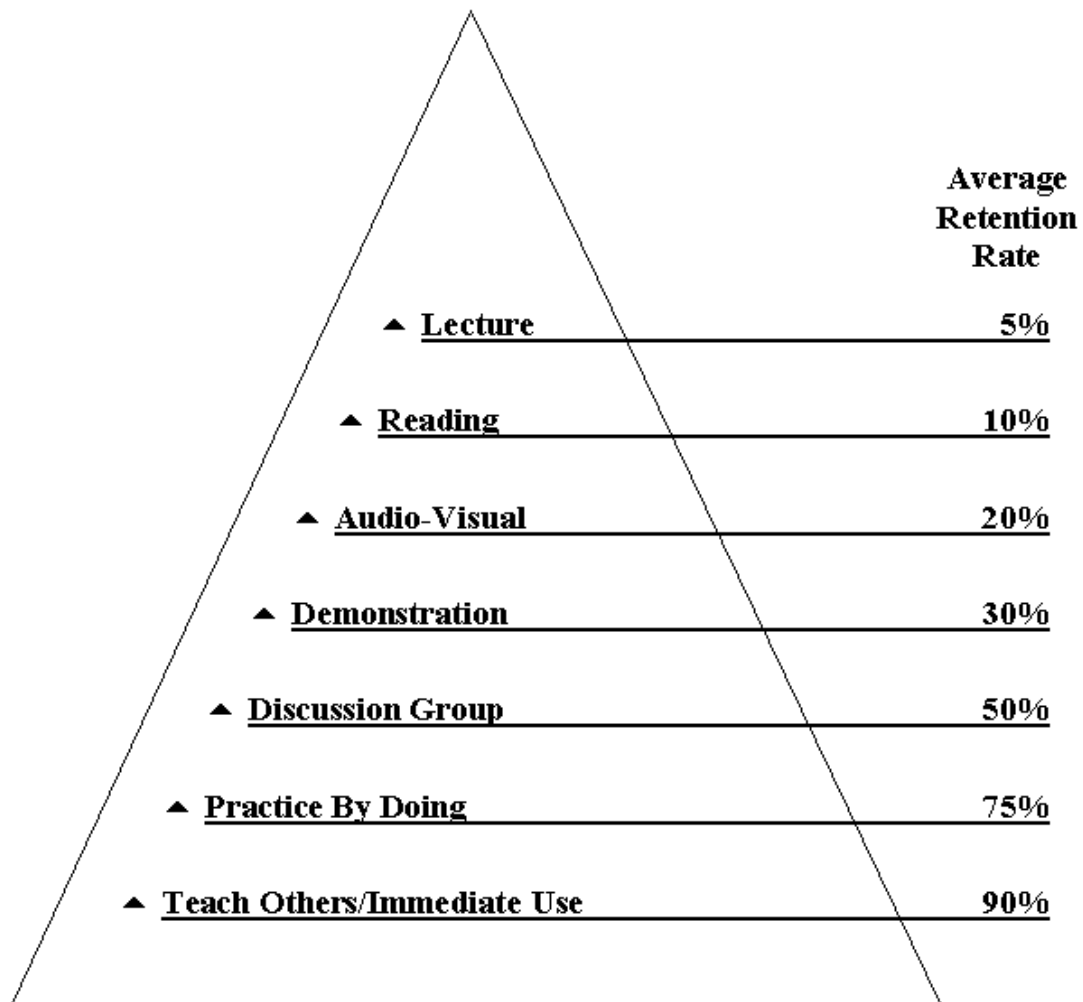 Average
Retention
Rate
Lecture 5%
Reading 10%
Audio-Visual 20%
Demonstration 30%
Discussion Group 50%
Practice By Doing 75%
Teach Others/Immediate Use 90%